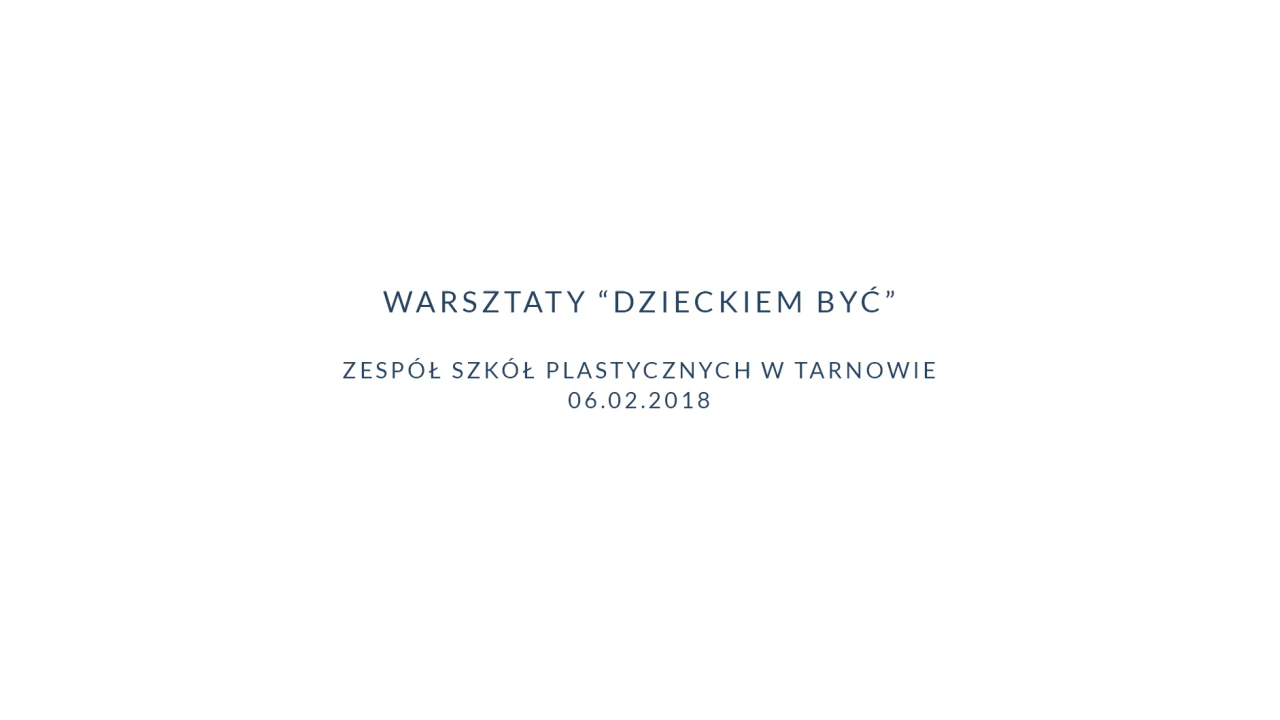 WARSZTATY “DZIECKIEM BYĆ”
ZESPÓŁ SZKÓŁ PLASTYCZNYCH W TARNOWIE
06.02.2018